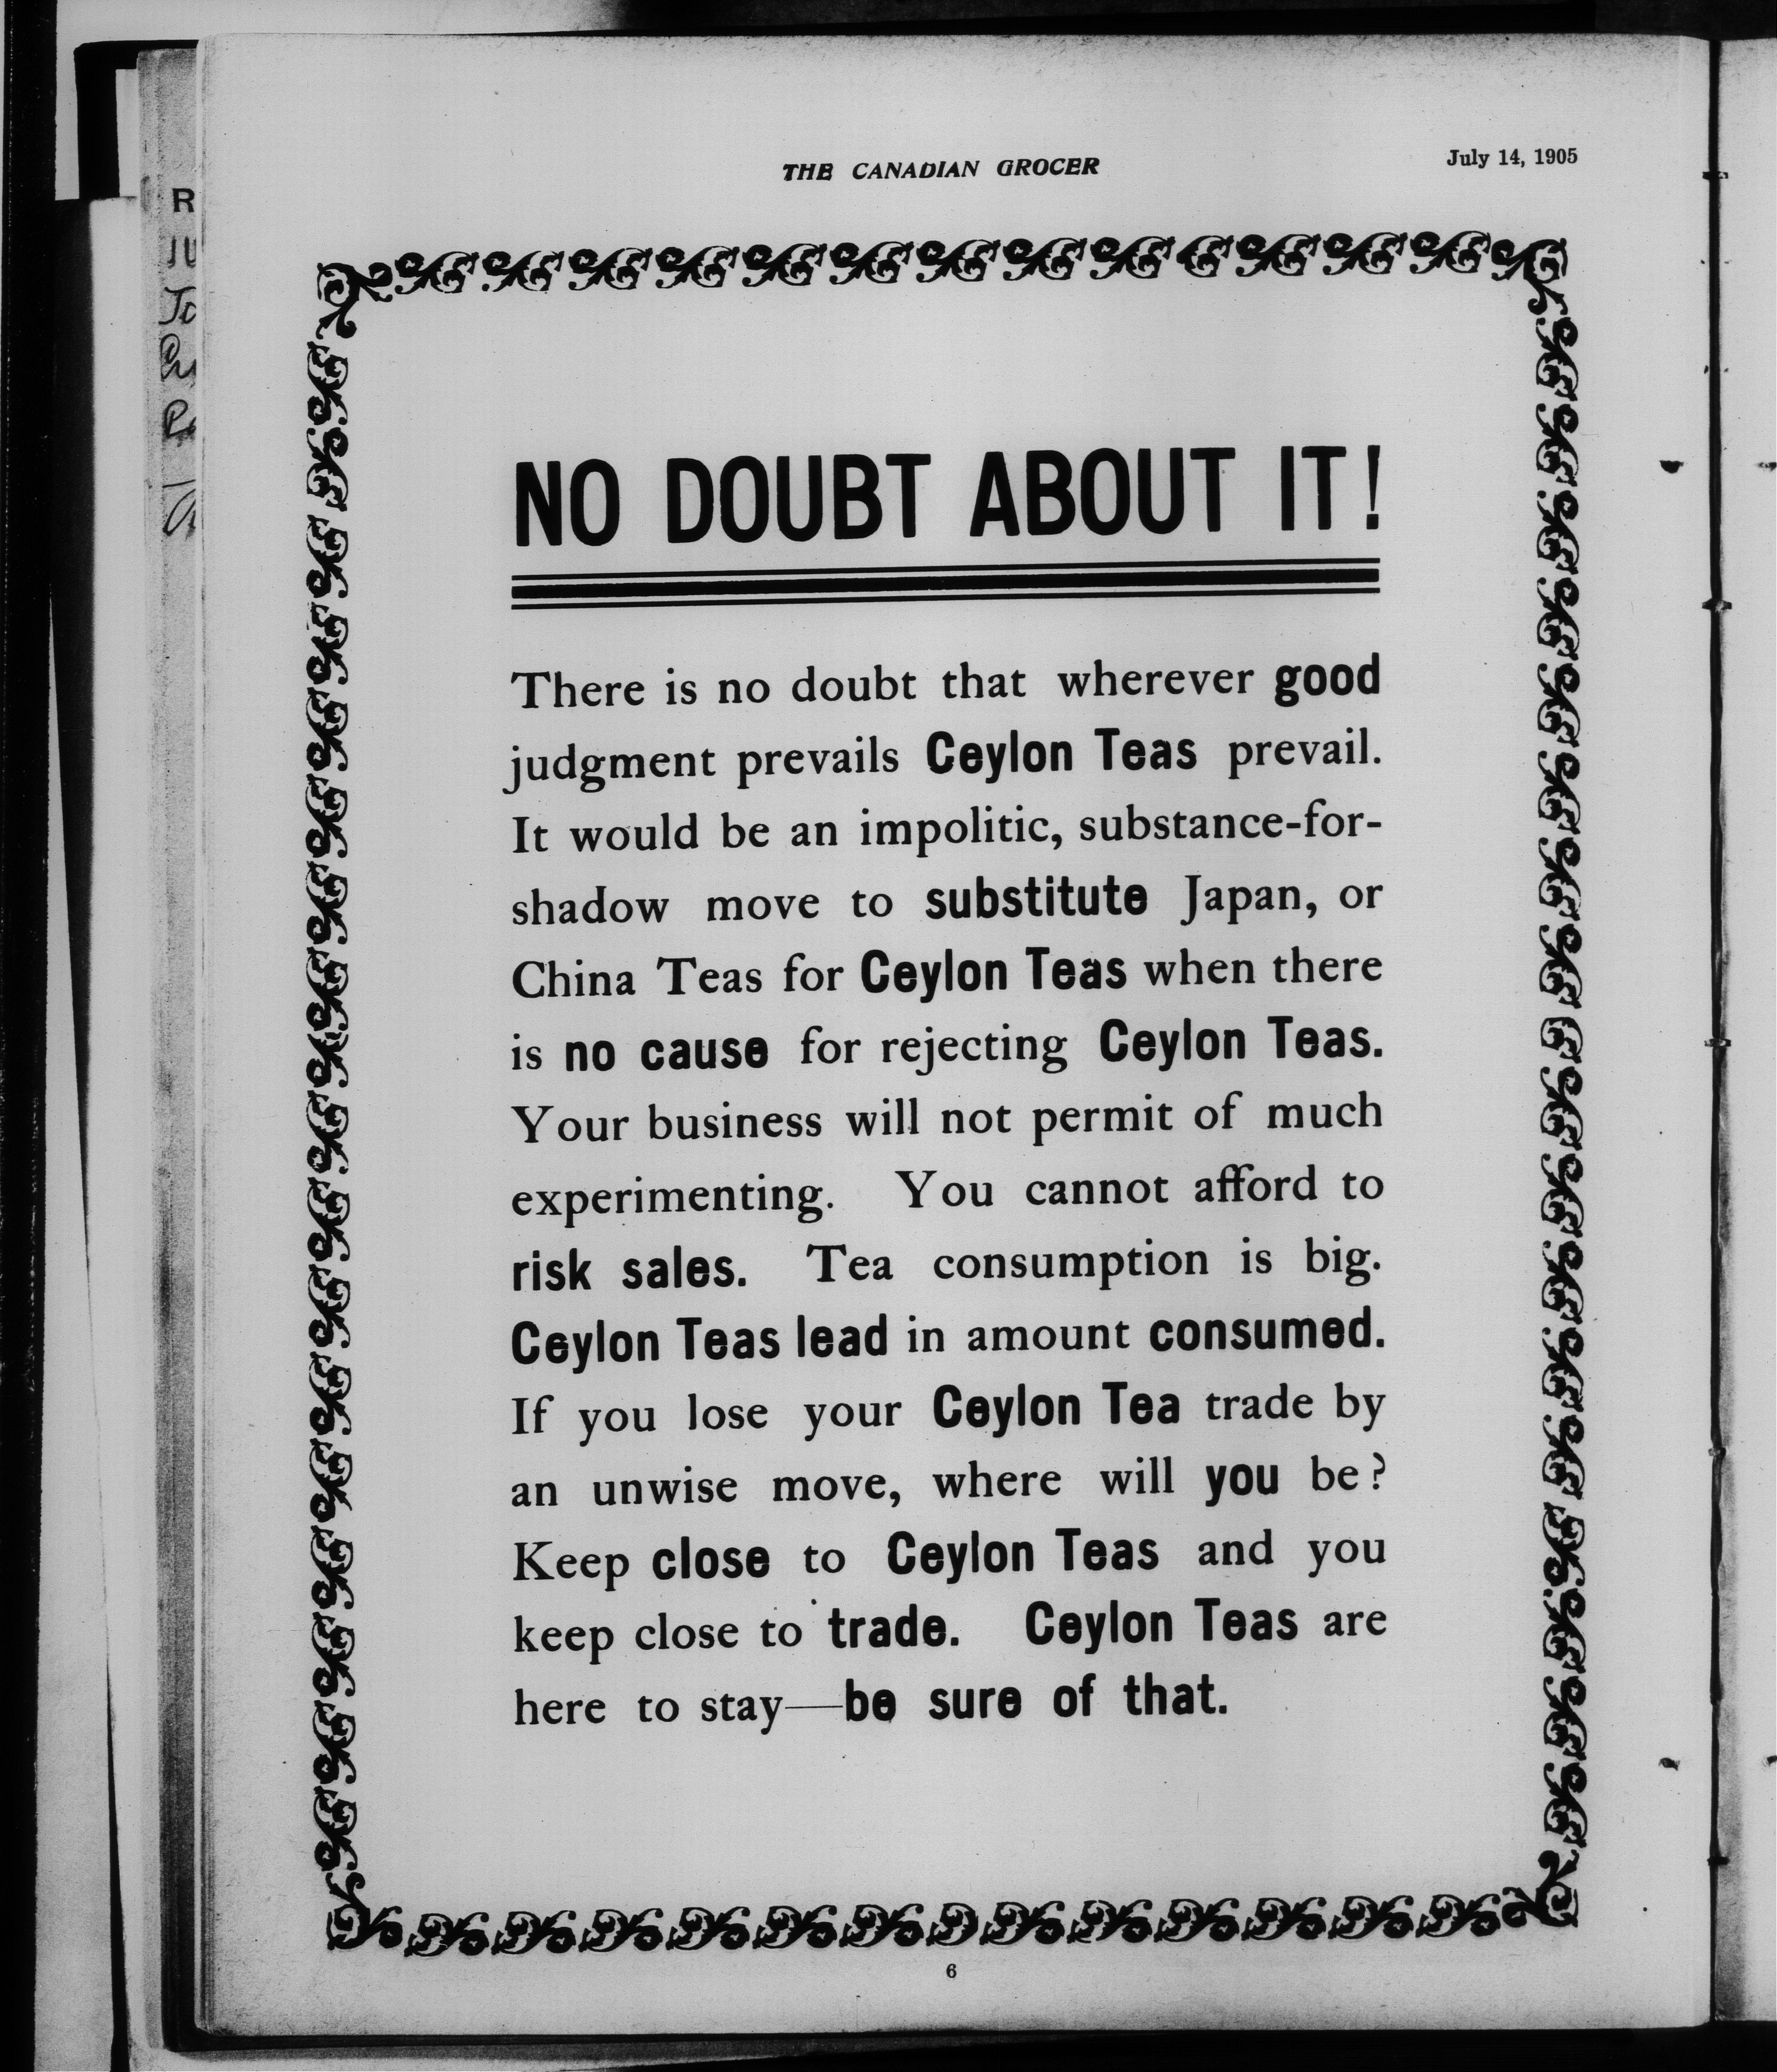 THE CANADIAN GROCER
July 14, 1905
R
NO DOUBT ABOUT IT!
There is no doubt that wherever good
judgment prevails Ceylon Teas prevail.
It would be an impolitic, substance-for-
shadow move to substitute Japan, or
China Teas for Ceylon Teas when there
is no cause for rejecting Ceylon Teas.
Your business will not permit of much
experimenting. You cannot afford to
risk sales. Tea consumption is big.
Ceylon Teas lead in amount consumed.
If you lose your Ceylon Tea trade by
an unwise move, where will you be?
Keep close to Ceylon Teas and you
keep close to trade. Ceylon Teas are
here to stay—be sure of that.
6